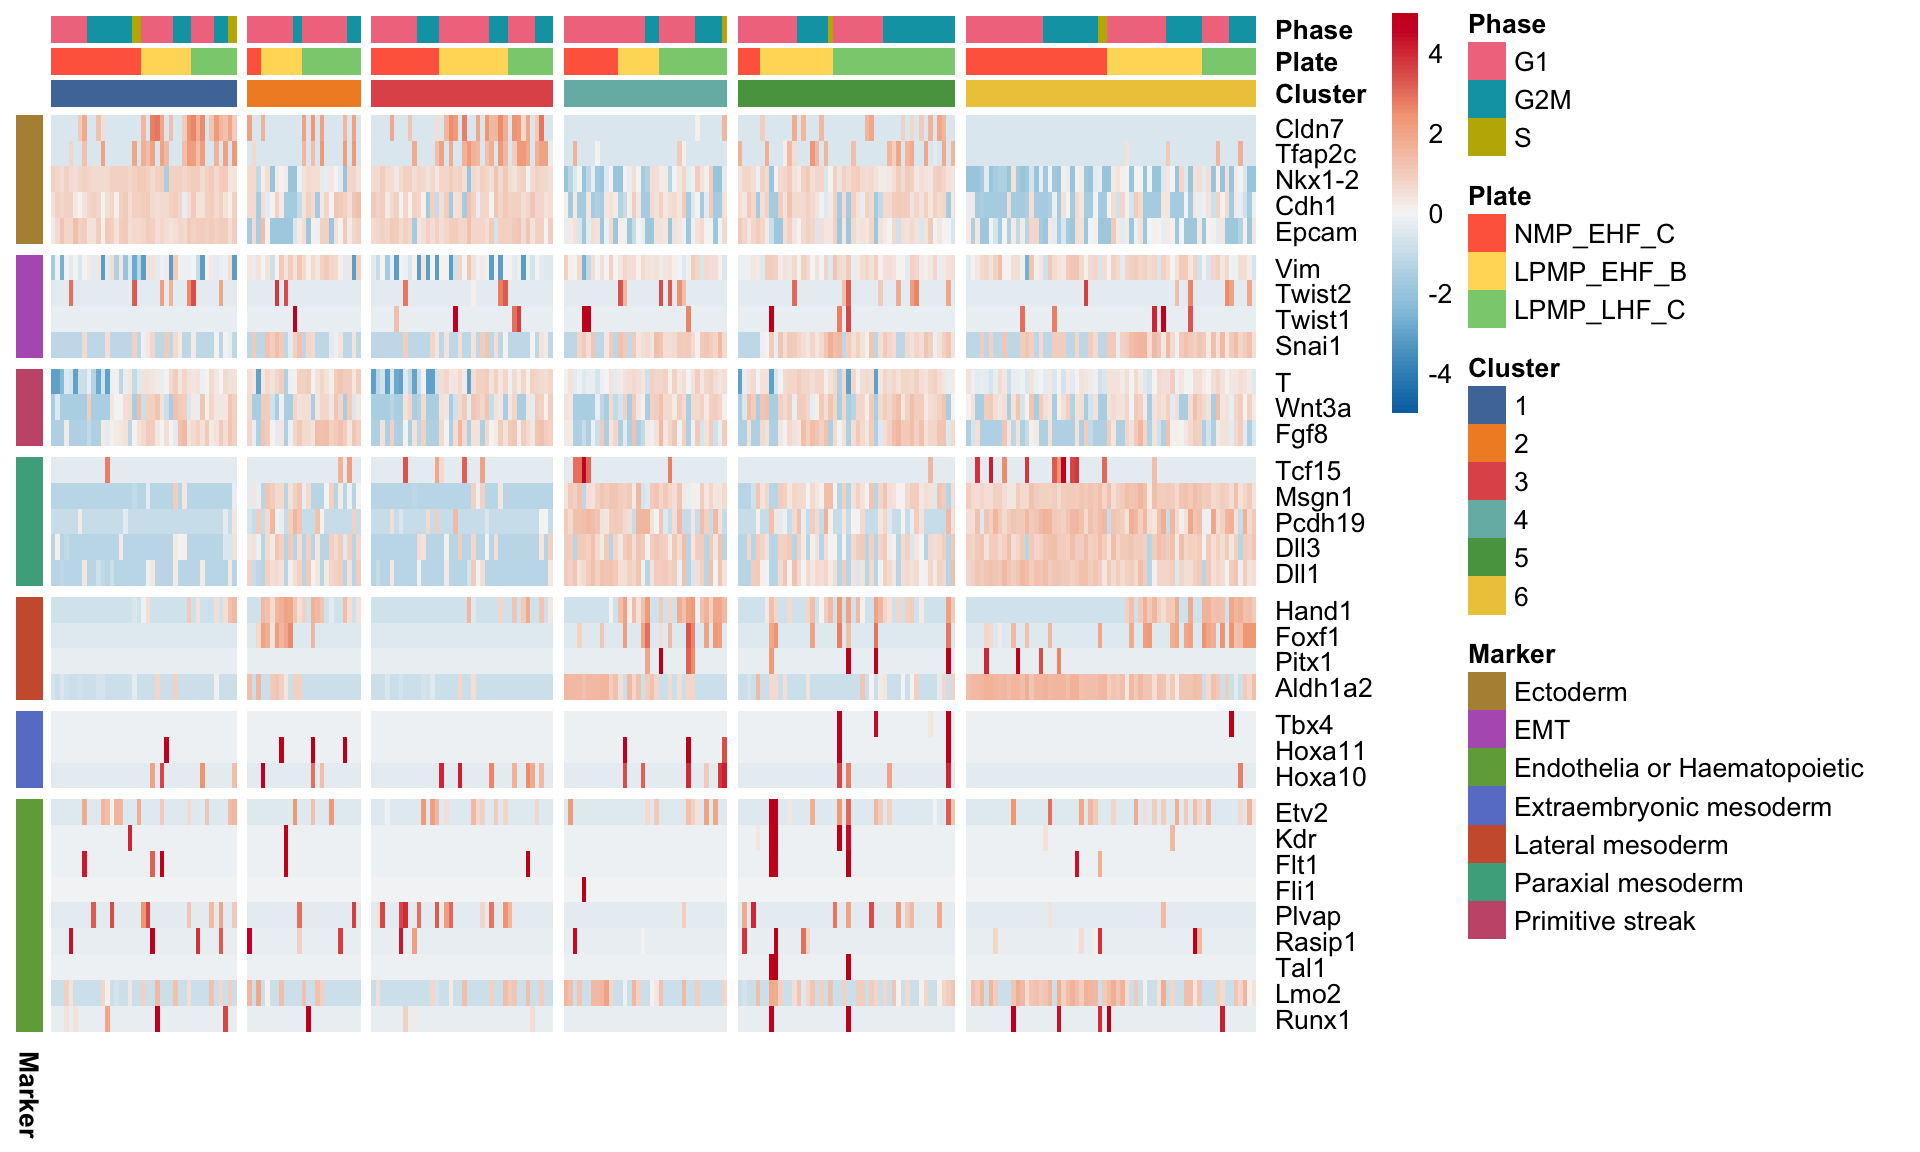 Phase
Plate
Cluster
Cldn7
Tfap2c
Nkx1-2
Cdh1
Epcam
Vim
Twist2
Twist1
Snai1
T
Wnt3a
Fgf8
Tcf15
Msgn1
Pcdh19
Dll3
Dll1
Hand1
Foxf1
Pitx1
Aldh1a2
Tbx4
Hoxa11
Hoxa10
Etv2
Kdr
Flt1
Fli1
Plvap
Rasip1
Tal1
Lmo2
Runx1
Marker
4
2
0
-2
-4
Phase
G1
G2M
S
Plate
NMP_EHF_C
LPMP_EHF_B
LPMP_LHF_C
Cluster
1
2
3
4
5
6
Marker
Ectoderm
EMT
Endothelia or Haematopoietic
Extraembryonic mesoderm
Lateral mesoderm
Paraxial mesoderm
Primitive streak